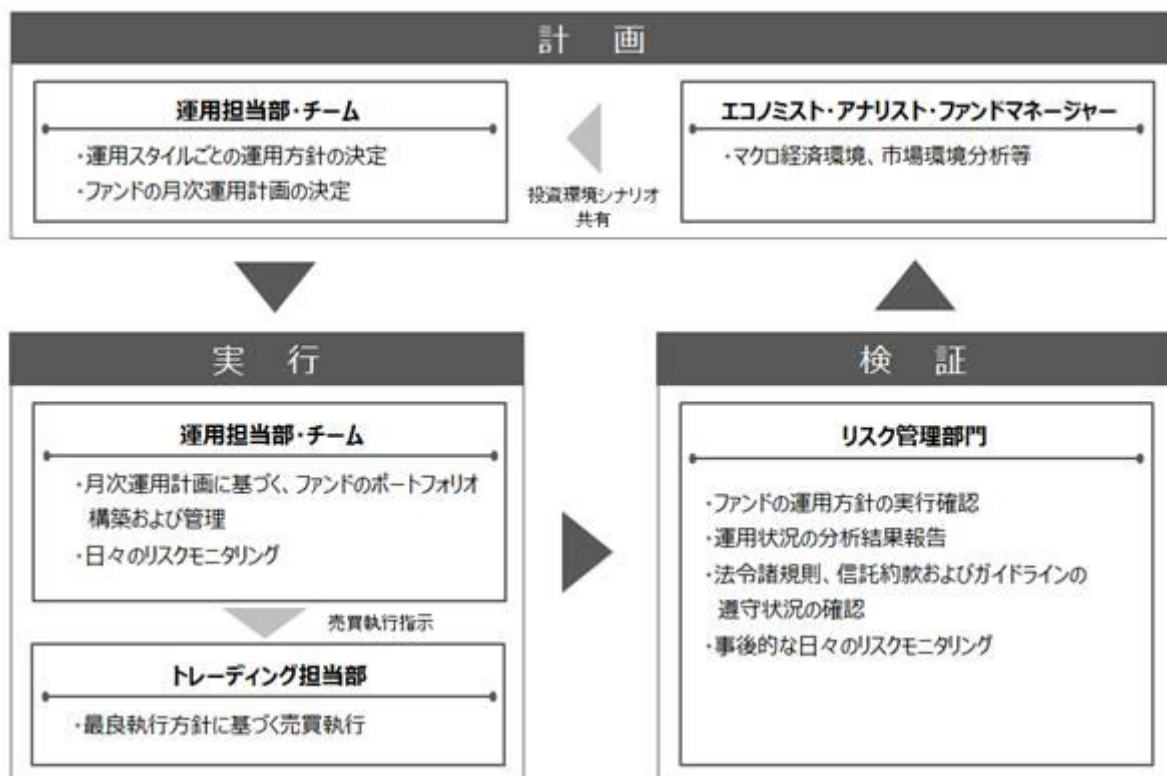 計 画
運用担当部・チーム
・運用スタイルごとの運用方針の決定
・ファンドの月次運用計画の決定
投資環境シナリオ
共有
エコノミスト・アナリスト・ファンドマネージャー
・マクロ経済環境、市場環境分析等
実 行
運用担当部・チーム
・月次運用計画に基づく、ファンドのポートフォリオ
構築および管理
・日々のリスクモニタリング
売買執行指示
トレーディング担当部
・最良執行方針に基づく売買執行
検 証
リスク管理部門
・ファンドの運用方針の実行確認
・運用状況の分析結果報告
・法令諸規則、信託約款およびガイドラインの
遵守状況の確認
・事後的な日々のリスクモニタリング